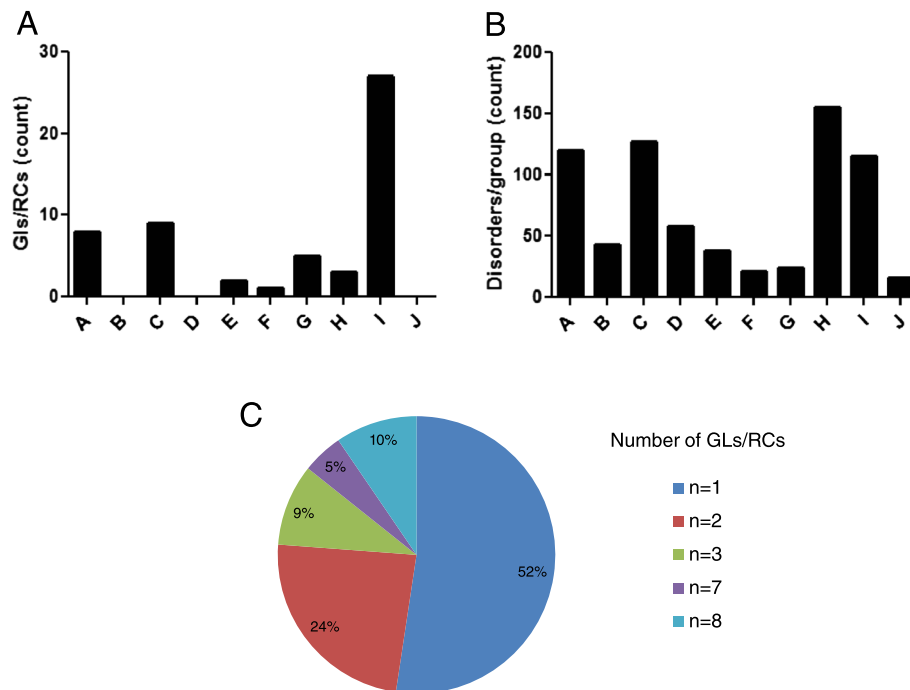 A
GIs/RCs (count)
30
20
10
0
A B C D E F G H I J
B
Disorders/group (count)
200
150
100
50
0
A B C D E F G H I J
C
10%
5%
9%
52%
24%
Number of GLs/RCs
n=1
n=2
n=3
n=7
n=8